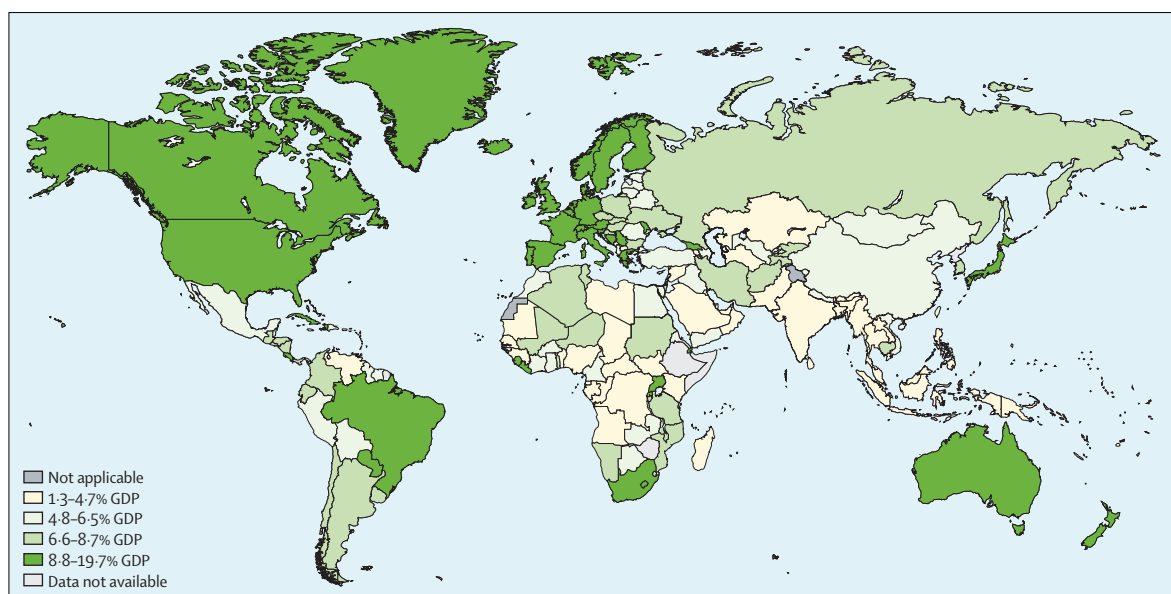 Not applicable
1·3–4·7% GDP
4·8–6·5% GDP
6·6–8·7% GDP
8·8–19·7% GDP
Data not available